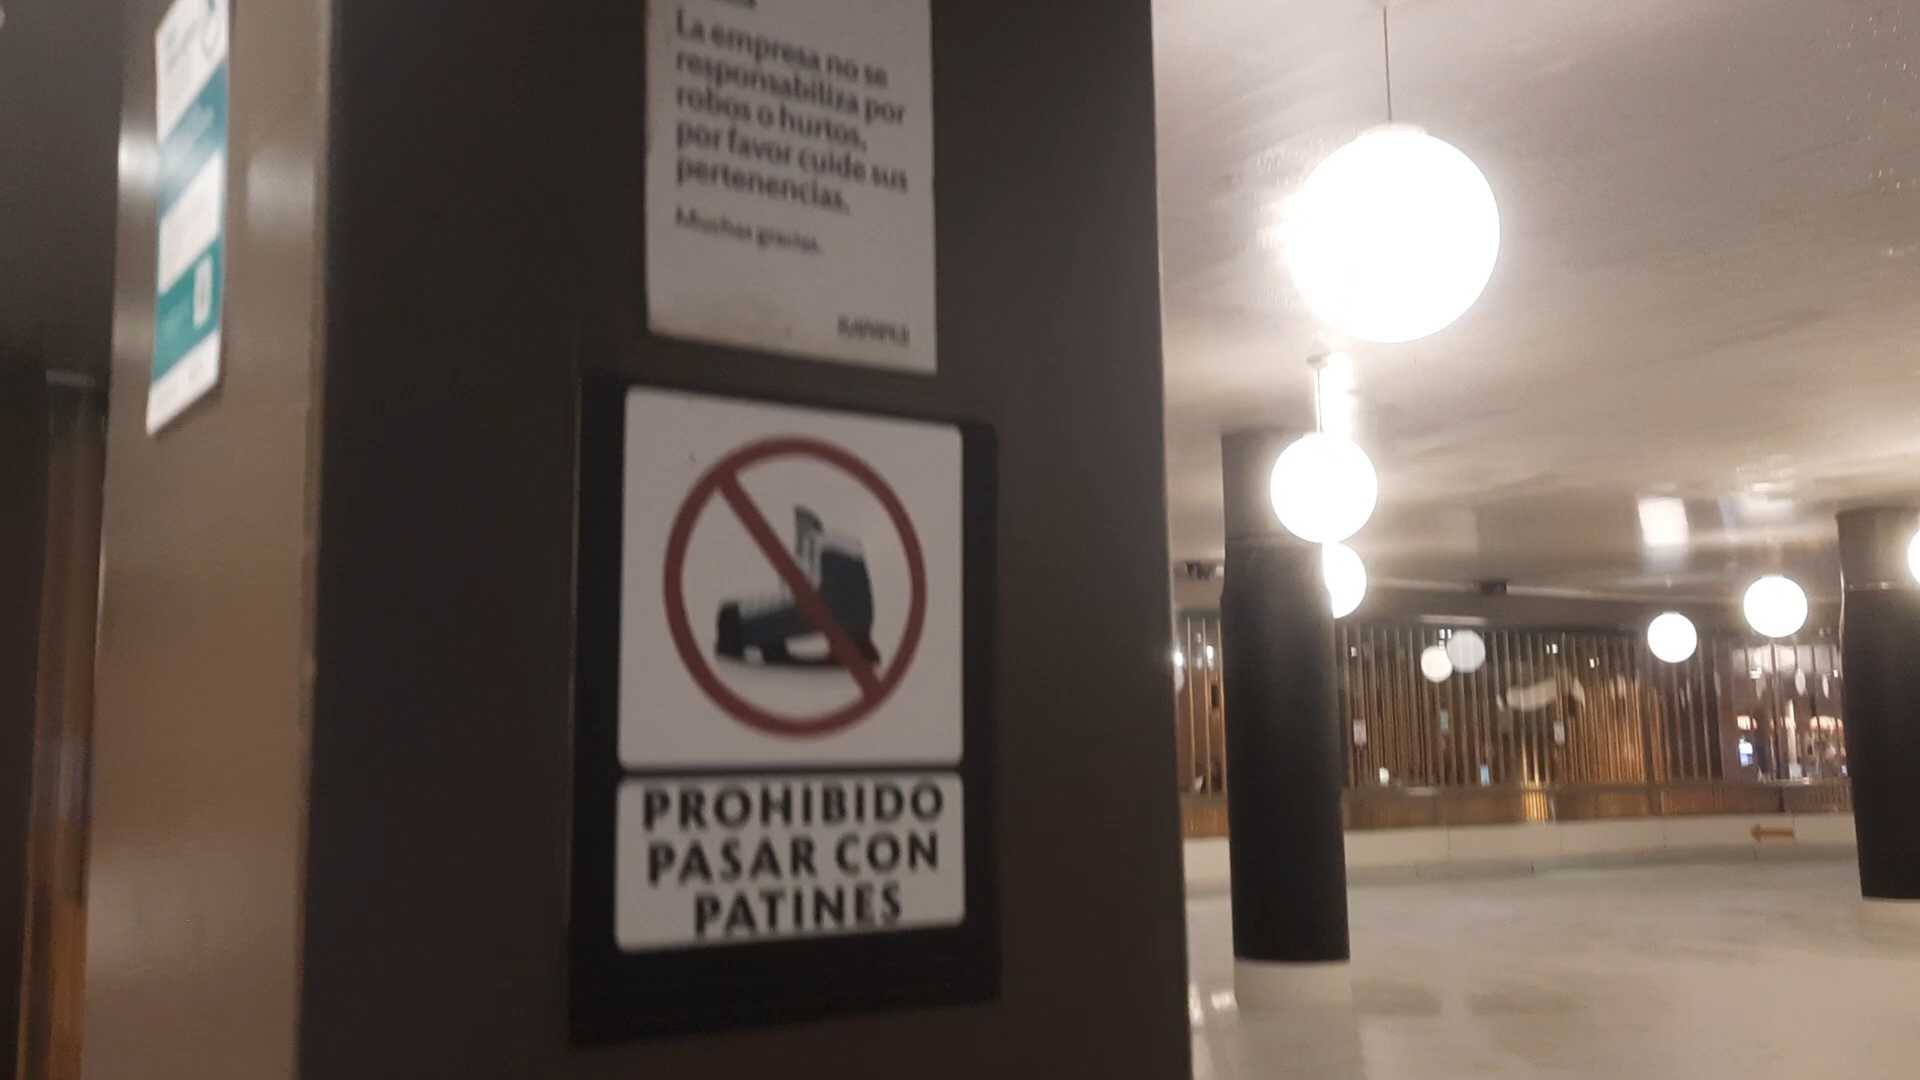 La empresa no se
responsabiliza por
robos o hurtos,
por favor cuide sus
pertenencias.
Muchas gracias.
PROHIBIDO
PASAR CON
PATINES